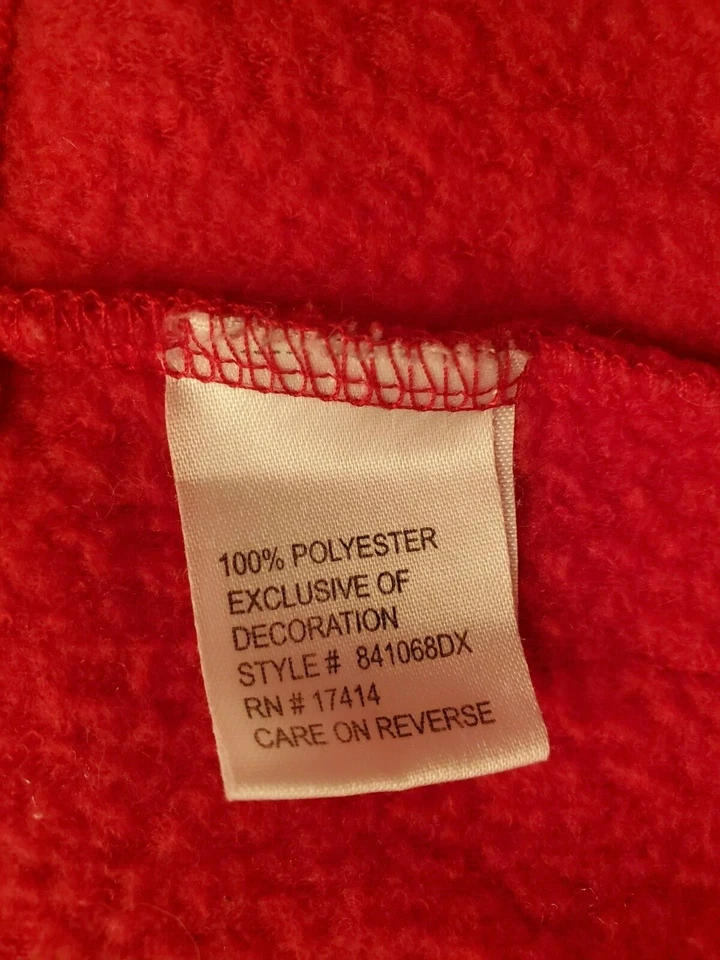 100% POLYESTER
EXCLUSIVE OF
DECORATION
STYLE # 841068DX
RN # 17414
CARE ON REVERSE